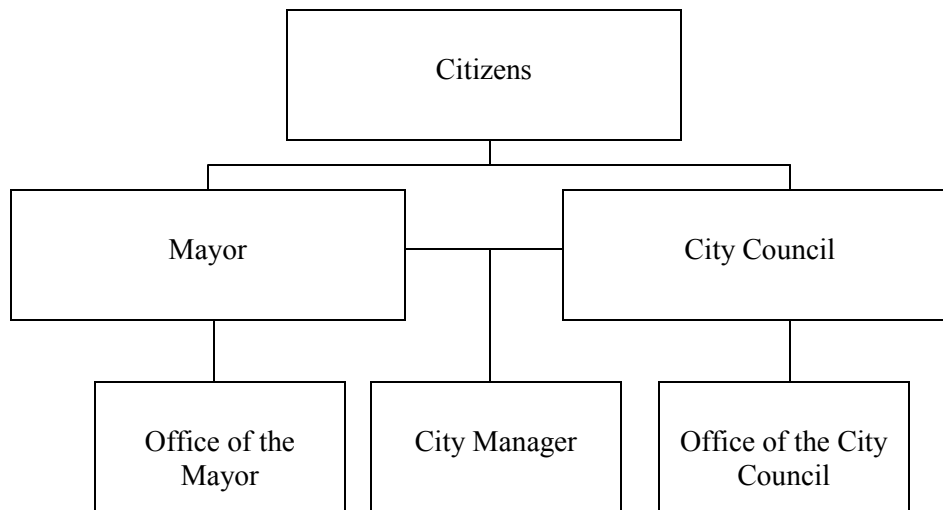 Citizens
Mayor
City Council
Office of the
Mayor
City Manager
Office of the City
Council